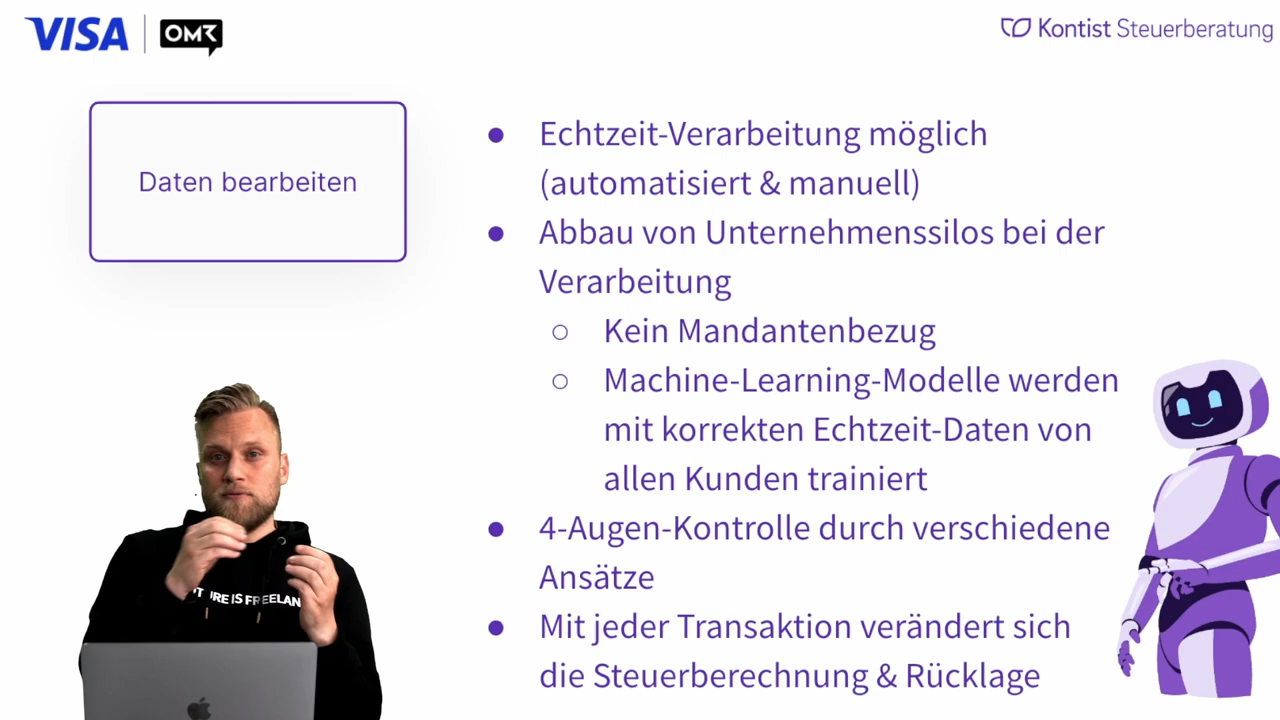 VISA
OMR
Kontist Steuerberatung
Daten bearbeiten
● Echtzeit-Verarbeitung möglich
(automatisiert & manuell)
● Abbau von Unternehmenssilos bei der
Verarbeitung
○ Kein Mandantenbezug
○ Machine-Learning-Modelle werden
mit korrekten Echtzeit-Daten von
allen Kunden trainiert
● 4-Augen-Kontrolle durch verschiedene
Ansätze
● Mit jeder Transaktion verändert sich
die Steuerberechnung & Rücklage
IS FREELAN